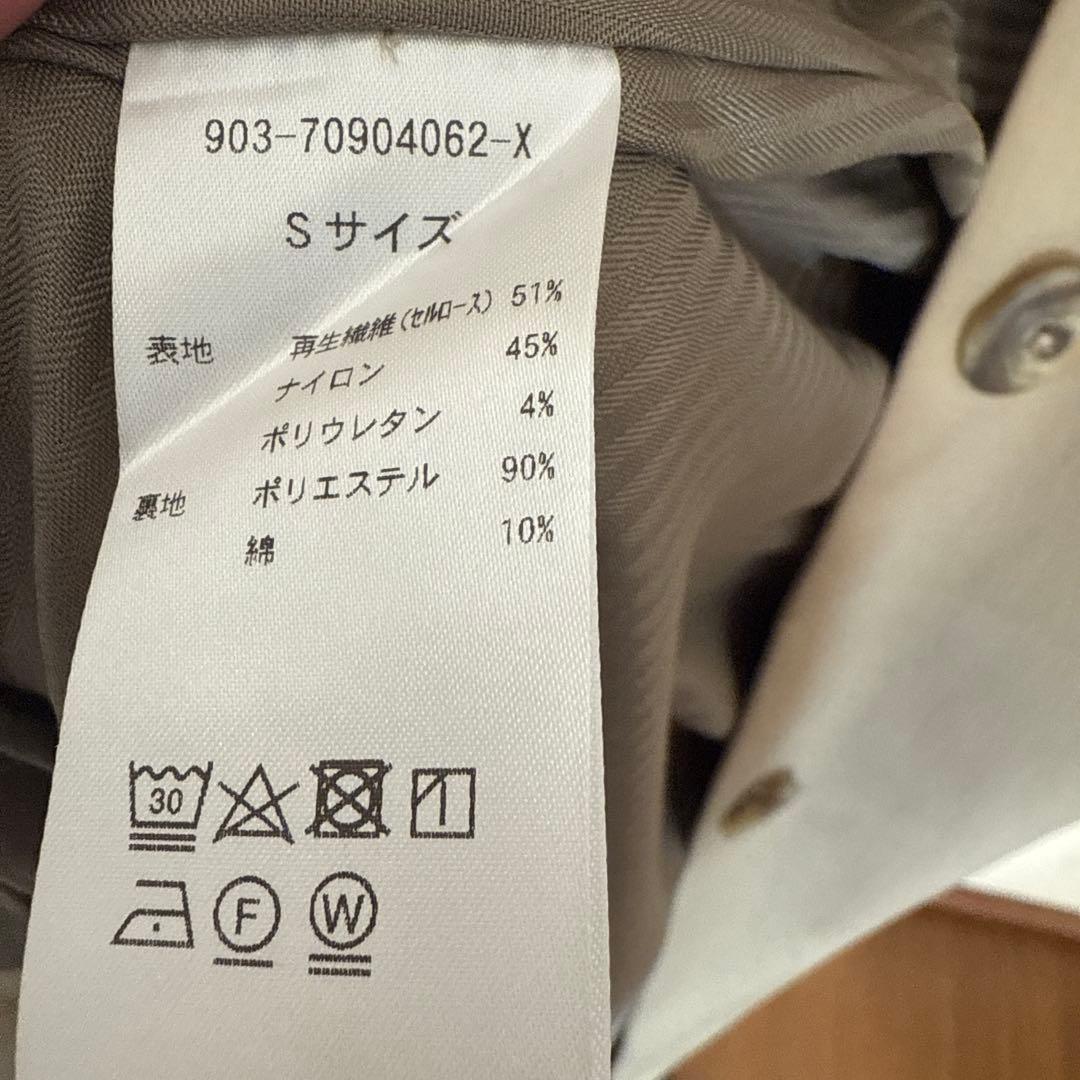 903-70904062-X
Sサイズ
表地 再生繊維(セルロース) 51%
ナイロン 45%
ポリウレタン 4%
裏地 ポリエステル 90%
綿 10%
30
F W